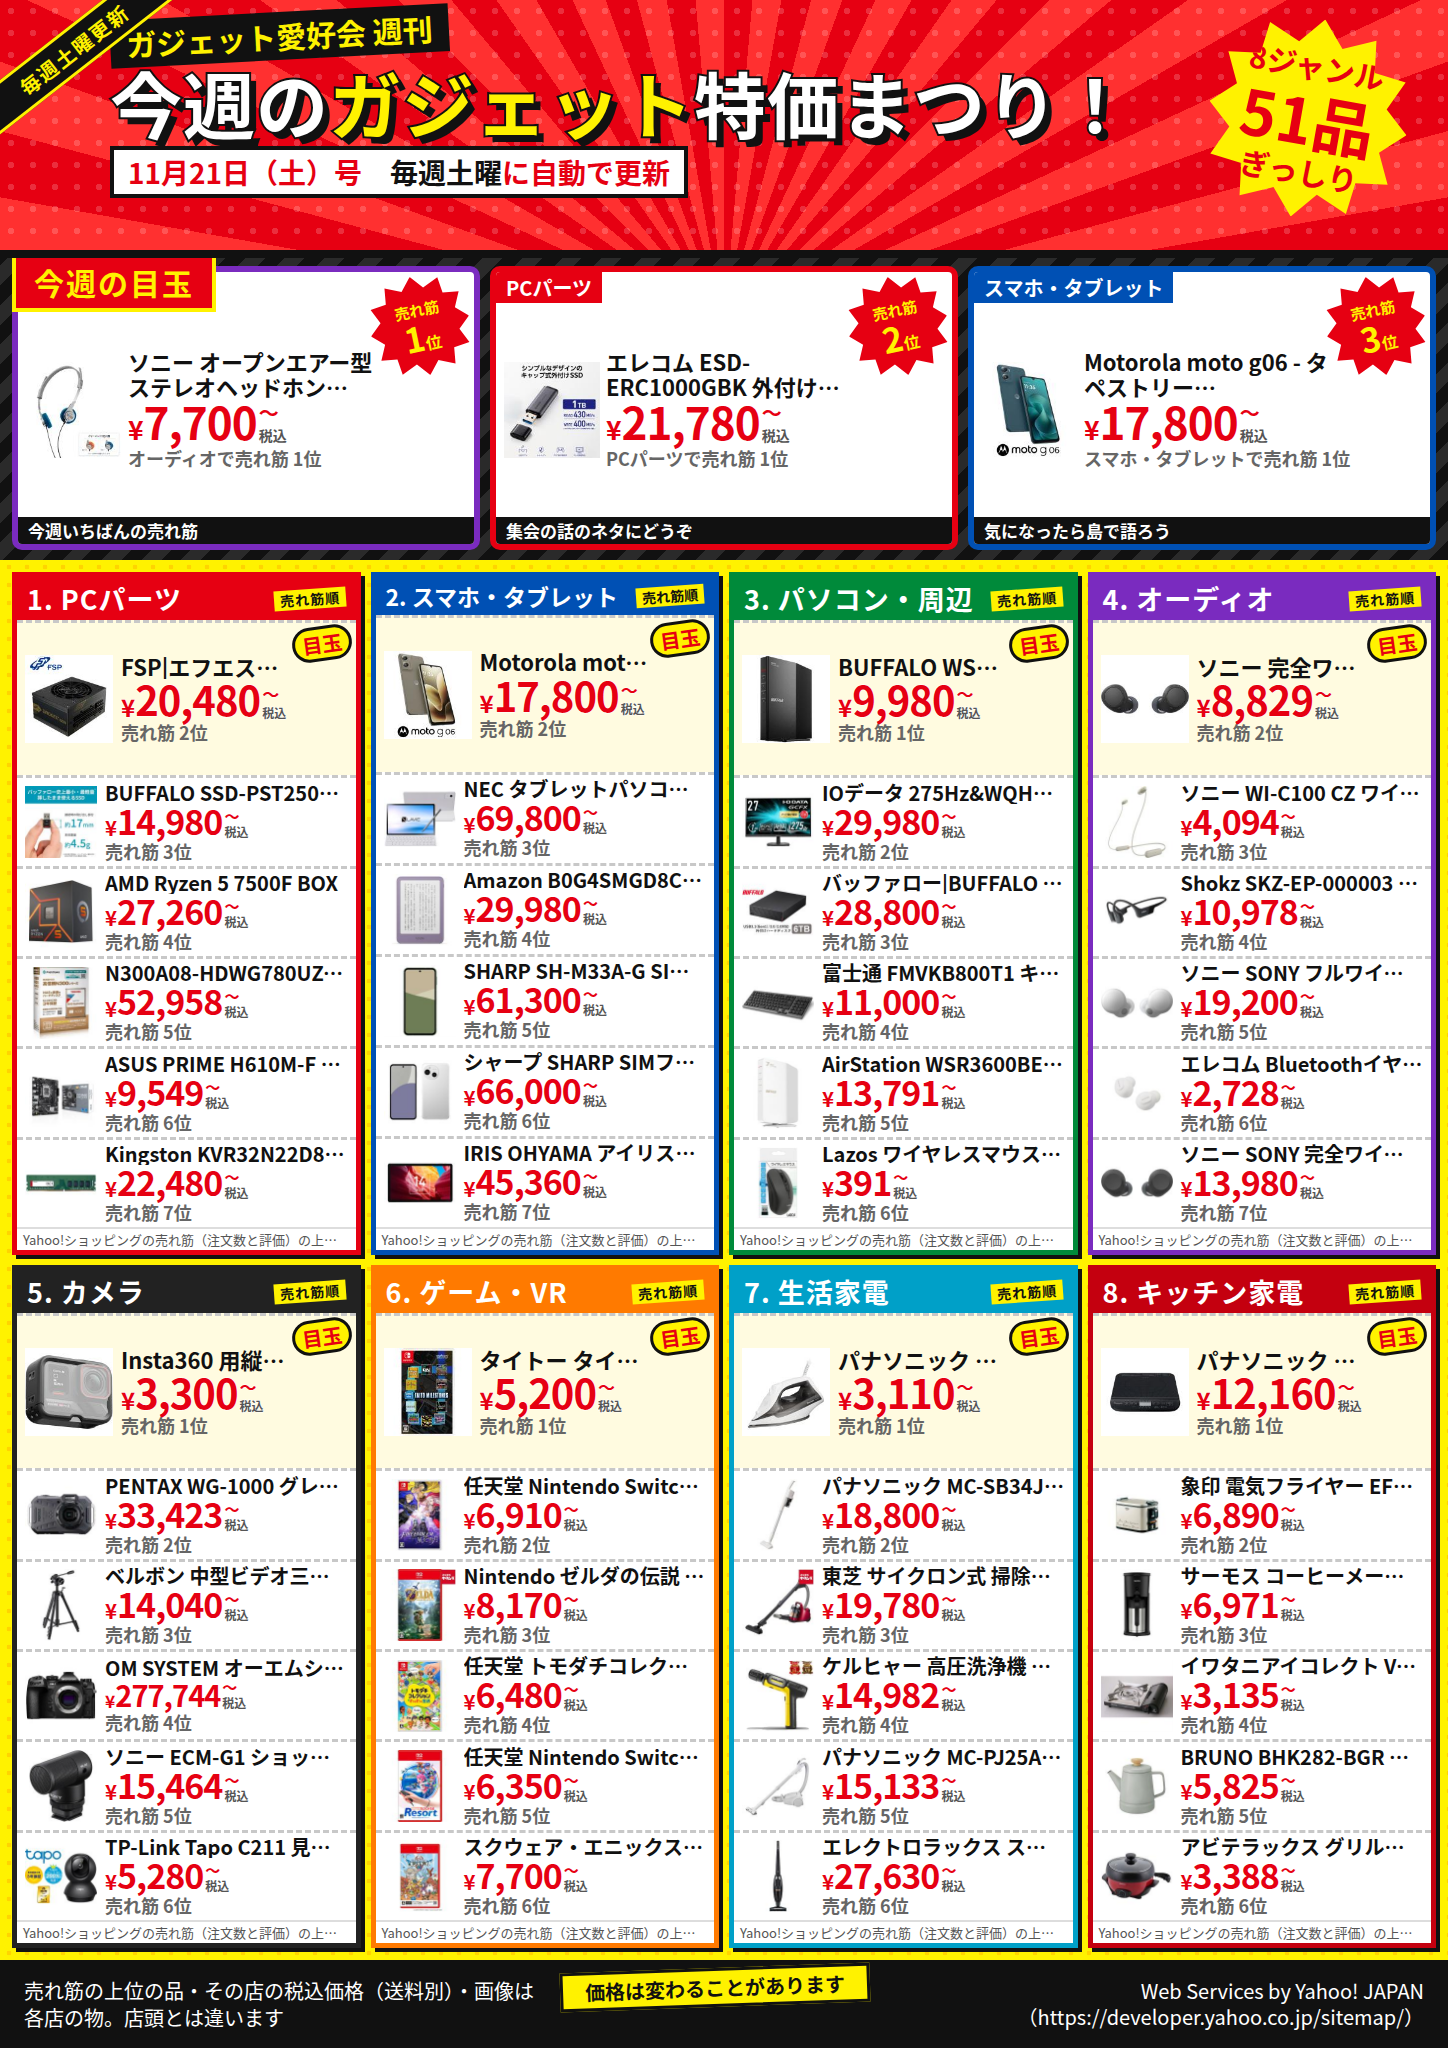 毎週土曜更新
ガジェット愛好会 週刊
今週のガジェット特価まつり！
11月21日（土）号　毎週土曜に自動で更新
8ジャンル
51品
ぎっしり
今週の目玉
売れ筋
1位
ソニー オープンエアー型
ステレオヘッドホン…
¥7,700～税込
オーディオで売れ筋 1位
今週いちばんの売れ筋
PCパーツ
売れ筋
2位
シンプルなデザインの
キャップ式外付けSSD
1TB
エレコム ESD-
ERC1000GBK 外付け…
¥21,780～税込
PCパーツで売れ筋 1位
集会の話のネタにどうぞ
スマホ・タブレット
売れ筋
3位
moto g 06
Motorola moto g06 - タ
ペストリー…
¥17,800～税込
スマホ・タブレットで売れ筋 1位
気になったら島で語ろう
1. PCパーツ
売れ筋順
目玉
FSP
FSP|エフエス…
¥20,480～税込
売れ筋 2位
BUFFALO SSD-PST250…
¥14,980～税込
売れ筋 3位
約17mm
約4.5g
AMD Ryzen 5 7500F BOX
¥27,260～税込
売れ筋 4位
N300A08-HDWG780UZ…
¥52,958～税込
売れ筋 5位
ASUS PRIME H610M-F …
¥9,549～税込
売れ筋 6位
Kingston KVR32N22D8…
¥22,480～税込
売れ筋 7位
Yahoo!ショッピングの売れ筋（注文数と評価）の上…
2. スマホ・タブレット
売れ筋順
目玉
moto g 06
Motorola mot…
¥17,800～税込
売れ筋 2位
NEC タブレットパソコ…
¥69,800～税込
売れ筋 3位
Amazon B0G4SMGD8C…
¥29,980～税込
売れ筋 4位
SHARP SH-M33A-G SI…
¥61,300～税込
売れ筋 5位
シャープ SHARP SIMフ…
¥66,000～税込
売れ筋 6位
IRIS OHYAMA アイリス…
¥45,360～税込
売れ筋 7位
Yahoo!ショッピングの売れ筋（注文数と評価）の上…
3. パソコン・周辺
売れ筋順
目玉
BUFFALO WS…
¥9,980～税込
売れ筋 1位
IOデータ 275Hz&WQH…
¥29,980～税込
売れ筋 2位
バッファロー|BUFFALO …
¥28,800～税込
売れ筋 3位
富士通 FMVKB800T1 キ…
¥11,000～税込
売れ筋 4位
AirStation WSR3600BE…
¥13,791～税込
売れ筋 5位
Lazos ワイヤレスマウス…
¥391～税込
売れ筋 6位
Yahoo!ショッピングの売れ筋（注文数と評価）の上…
4. オーディオ
売れ筋順
目玉
ソニー 完全ワ…
¥8,829～税込
売れ筋 2位
ソニー WI-C100 CZ ワイ…
¥4,094～税込
売れ筋 3位
Shokz SKZ-EP-000003 …
¥10,978～税込
売れ筋 4位
ソニー SONY フルワイ…
¥19,200～税込
売れ筋 5位
エレコム Bluetoothイヤ…
¥2,728～税込
売れ筋 6位
ソニー SONY 完全ワイ…
¥13,980～税込
売れ筋 7位
Yahoo!ショッピングの売れ筋（注文数と評価）の上…
5. カメラ
売れ筋順
目玉
Insta360 用縦…
¥3,300～税込
売れ筋 1位
PENTAX WG-1000 グレ…
¥33,423～税込
売れ筋 2位
ベルボン 中型ビデオ三…
¥14,040～税込
売れ筋 3位
OM SYSTEM オーエムシ…
¥277,744～税込
売れ筋 4位
ソニー ECM-G1 ショッ…
¥15,464～税込
売れ筋 5位
tapo
TP-Link Tapo C211 見…
¥5,280～税込
売れ筋 6位
Yahoo!ショッピングの売れ筋（注文数と評価）の上…
6. ゲーム・VR
売れ筋順
目玉
タイトー タイ…
¥5,200～税込
売れ筋 1位
任天堂 Nintendo Switc…
¥6,910～税込
売れ筋 2位
Nintendo ゼルダの伝説 …
¥8,170～税込
売れ筋 3位
任天堂 トモダチコレク…
¥6,480～税込
売れ筋 4位
任天堂 Nintendo Switc…
¥6,350～税込
売れ筋 5位
Resort
スクウェア・エニックス…
¥7,700～税込
売れ筋 6位
Yahoo!ショッピングの売れ筋（注文数と評価）の上…
7. 生活家電
売れ筋順
目玉
パナソニック …
¥3,110～税込
売れ筋 1位
パナソニック MC-SB34J…
¥18,800～税込
売れ筋 2位
東芝 サイクロン式 掃除…
¥19,780～税込
売れ筋 3位
ケルヒャー 高圧洗浄機 …
¥14,982～税込
売れ筋 4位
パナソニック MC-PJ25A…
¥15,133～税込
売れ筋 5位
エレクトロラックス ス…
¥27,630～税込
売れ筋 6位
Yahoo!ショッピングの売れ筋（注文数と評価）の上…
8. キッチン家電
売れ筋順
目玉
パナソニック …
¥12,160～税込
売れ筋 1位
象印 電気フライヤー EF…
¥6,890～税込
売れ筋 2位
サーモス コーヒーメー…
¥6,971～税込
売れ筋 3位
イワタニアイコレクト V…
¥3,135～税込
売れ筋 4位
BRUNO BHK282-BGR …
¥5,825～税込
売れ筋 5位
アビテラックス グリル…
¥3,388～税込
売れ筋 6位
Yahoo!ショッピングの売れ筋（注文数と評価）の上…
売れ筋の上位の品・その店の税込価格（送料別）・画像は
各店の物。店頭とは違います
価格は変わることがあります
Web Services by Yahoo! JAPAN
（https://developer.yahoo.co.jp/sitemap/）